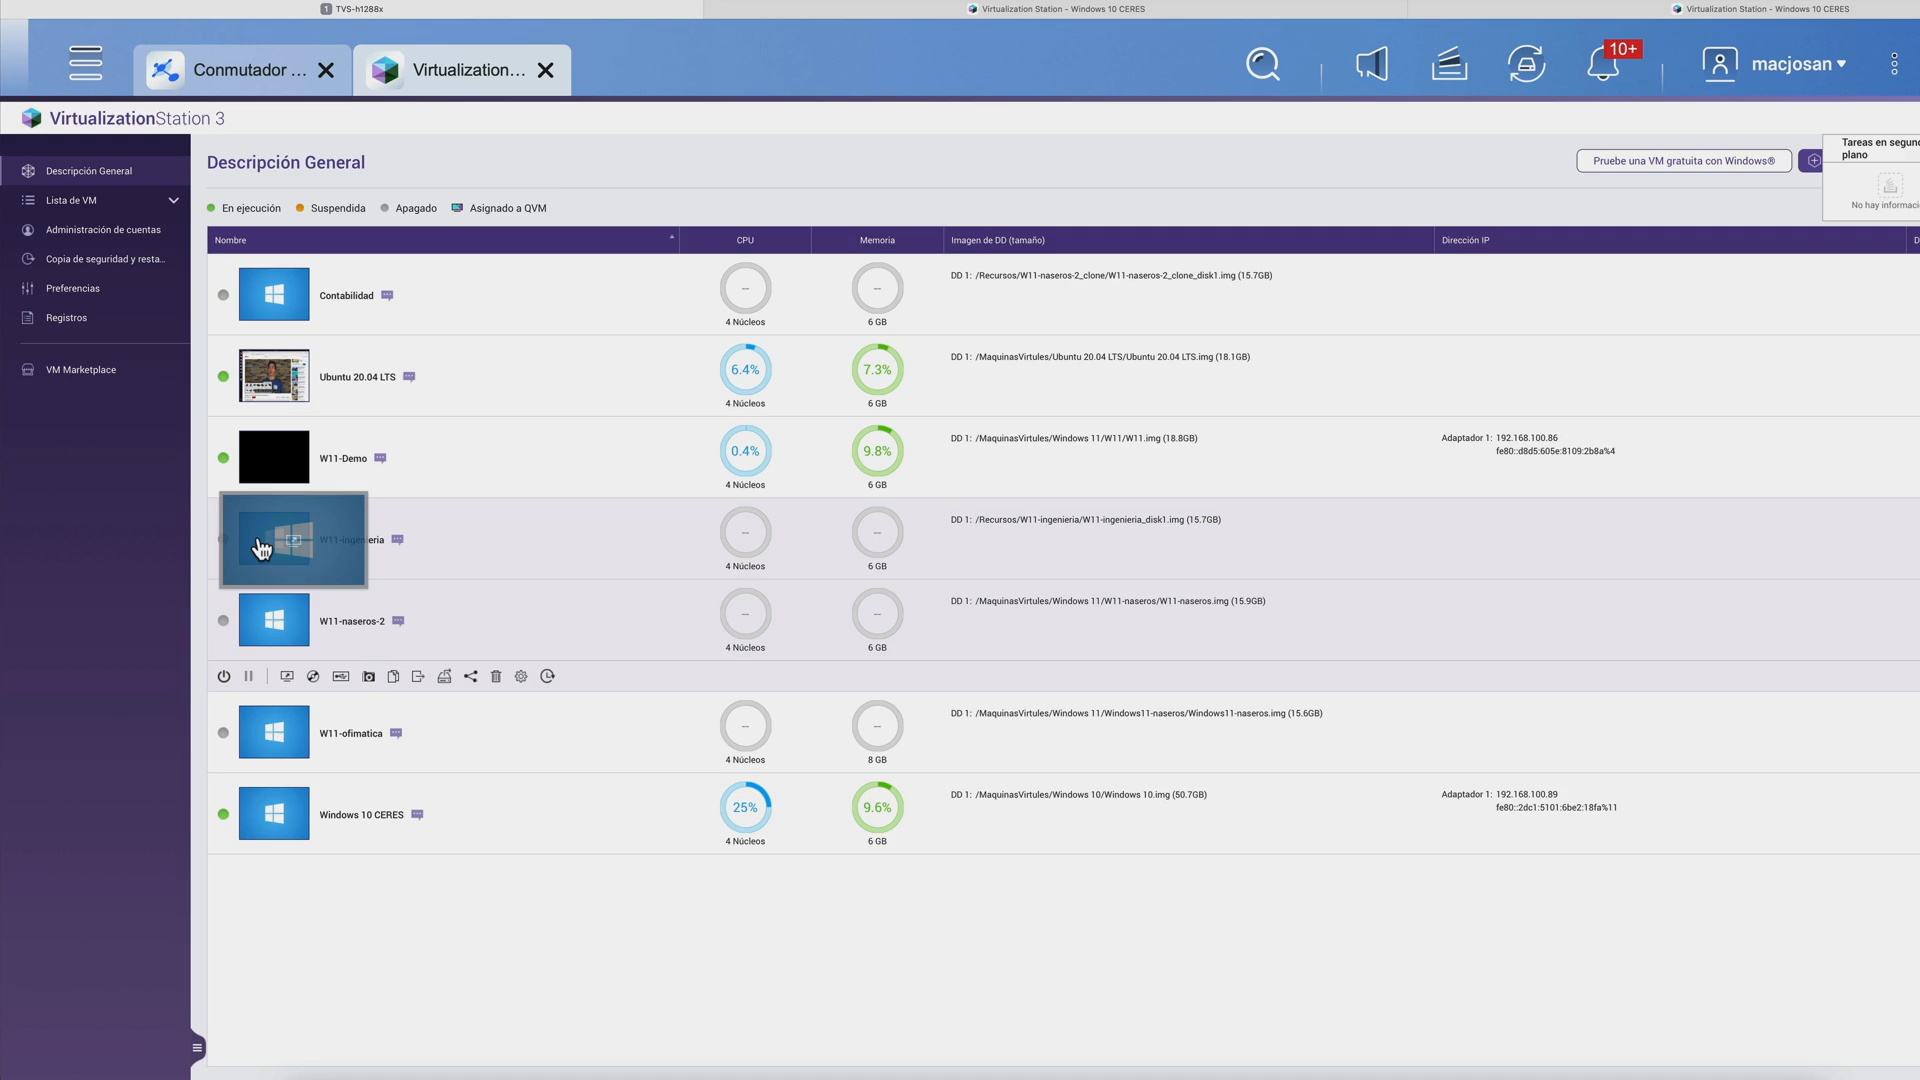 1 TVS-h1288x
Virtualization Station - Windows 10 CERES
Virtualization Station - Windows 10 CERES
Conmutador ...
Virtualization...
10+
macjosan
VirtualizationStation 3
Descripción General
Lista de VM
Administración de cuentas
Copia de seguridad y resta...
Preferencias
Registros
VM Marketplace
Descripción General
Pruebe una VM gratuita con Windows®
Tareas en segun
plano
No hay informaci
En ejecución
Suspendida
Apagado
Asignado a QVM
Nombre
CPU
Memoria
Imagen de DD (tamaño)
Dirección IP
D
Contabilidad
--
4 Núcleos
--
6 GB
DD 1: /Recursos/W11-naseros-2_clone/W11-naseros-2_clone_disk1.img (15.7GB)
Ubuntu 20.04 LTS
6.4%
4 Núcleos
7.3%
6 GB
DD 1: /MaquinasVirtules/Ubuntu 20.04 LTS/Ubuntu 20.04 LTS.img (18.1GB)
W11-Demo
0.4%
4 Núcleos
9.8%
6 GB
DD 1: /MaquinasVirtules/Windows 11/W11/W11.img (18.8GB)
Adaptador 1: 192.168.100.86
fe80::d8d5:605e:8109:2b8a%4
W11-ingenieria
--
4 Núcleos
--
6 GB
DD 1: /Recursos/W11-ingenieria/W11-ingenieria_disk1.img (15.7GB)
W11-naseros-2
--
4 Núcleos
--
6 GB
DD 1: /MaquinasVirtules/Windows 11/W11-naseros/W11-naseros.img (15.9GB)
W11-ofimatica
--
4 Núcleos
--
8 GB
DD 1: /MaquinasVirtules/Windows 11/Windows11-naseros/Windows11-naseros.img (15.6GB)
Windows 10 CERES
25%
4 Núcleos
9.6%
6 GB
DD 1: /MaquinasVirtules/Windows 10/Windows 10.img (50.7GB)
Adaptador 1: 192.168.100.89
fe80::2dc1:5101:6be2:18fa%11